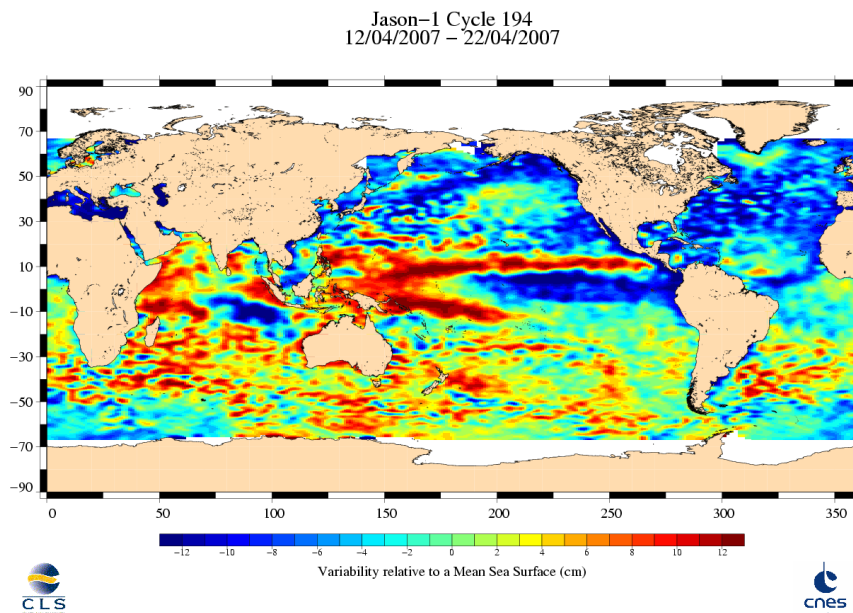 Jason−1 Cycle 194
12/04/2007 − 22/04/2007
90
70
50
30
10
−10
−30
−50
−70
−90
0 50 100 150 200 250 300 350
−12 −10 −8 −6 −4 −2 0 2 4 6 8 10 12
Variability relative to a Mean Sea Surface (cm)
CLS
cnes